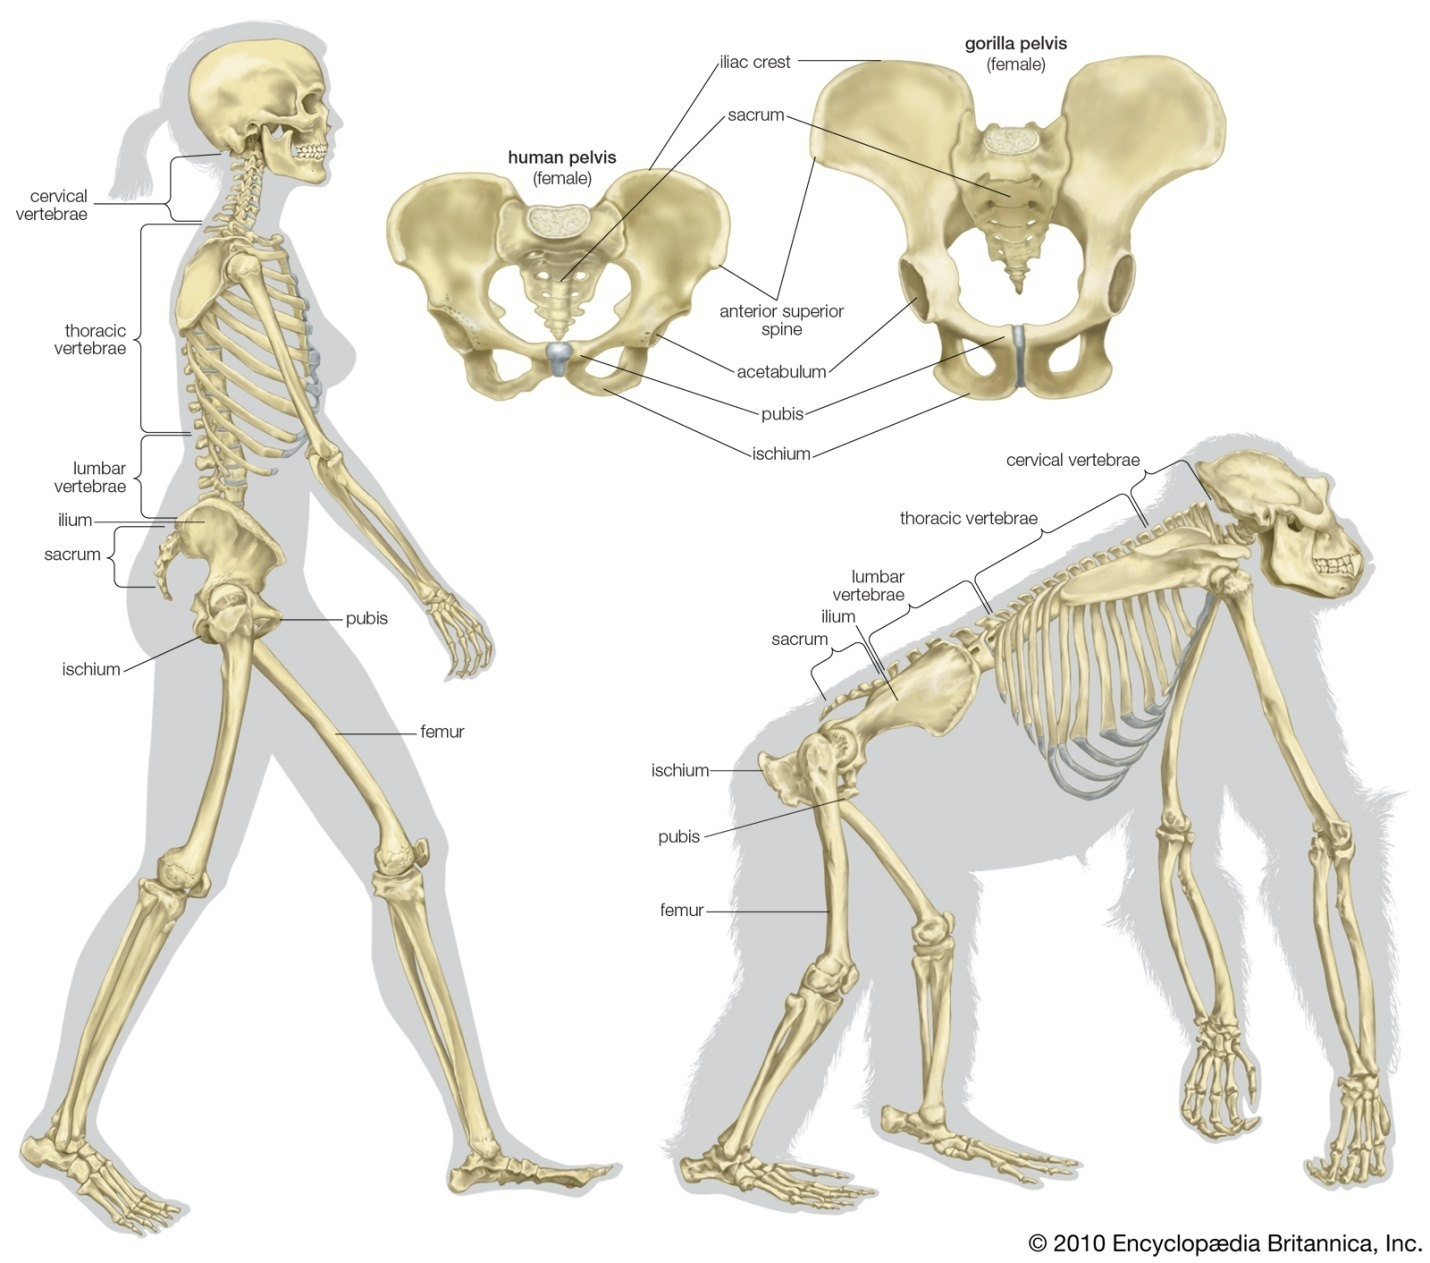 gorilla pelvis
(female)
iliac crest
sacrum
human pelvis
(female)
cervical
vertebrae
anterior superior
spine
thoracic
vertebrae
acetabulum
pubis
ischium
lumbar
vertebrae
ilium
sacrum
pubis
ischium
femur
cervical vertebrae
thoracic vertebrae
lumbar
vertebrae
ilium
sacrum
ischium
pubis
femur
© 2010 Encyclopædia Britannica, Inc.